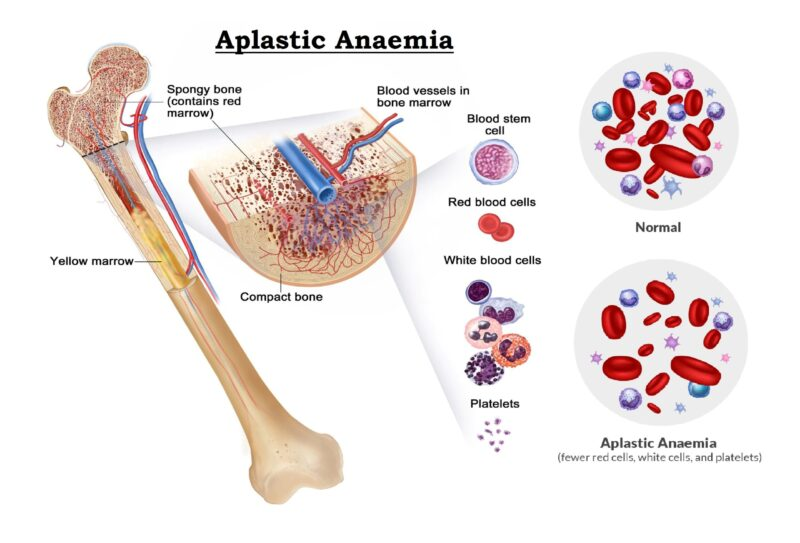 Aplastic Anaemia
Spongy bone
(contains red
marrow)
Blood vessels in
bone marrow
Yellow marrow
Compact bone
Blood stem
cell
Red blood cells
White blood cells
Platelets
Normal
Aplastic Anaemia
(fewer red cells, white cells, and platelets)